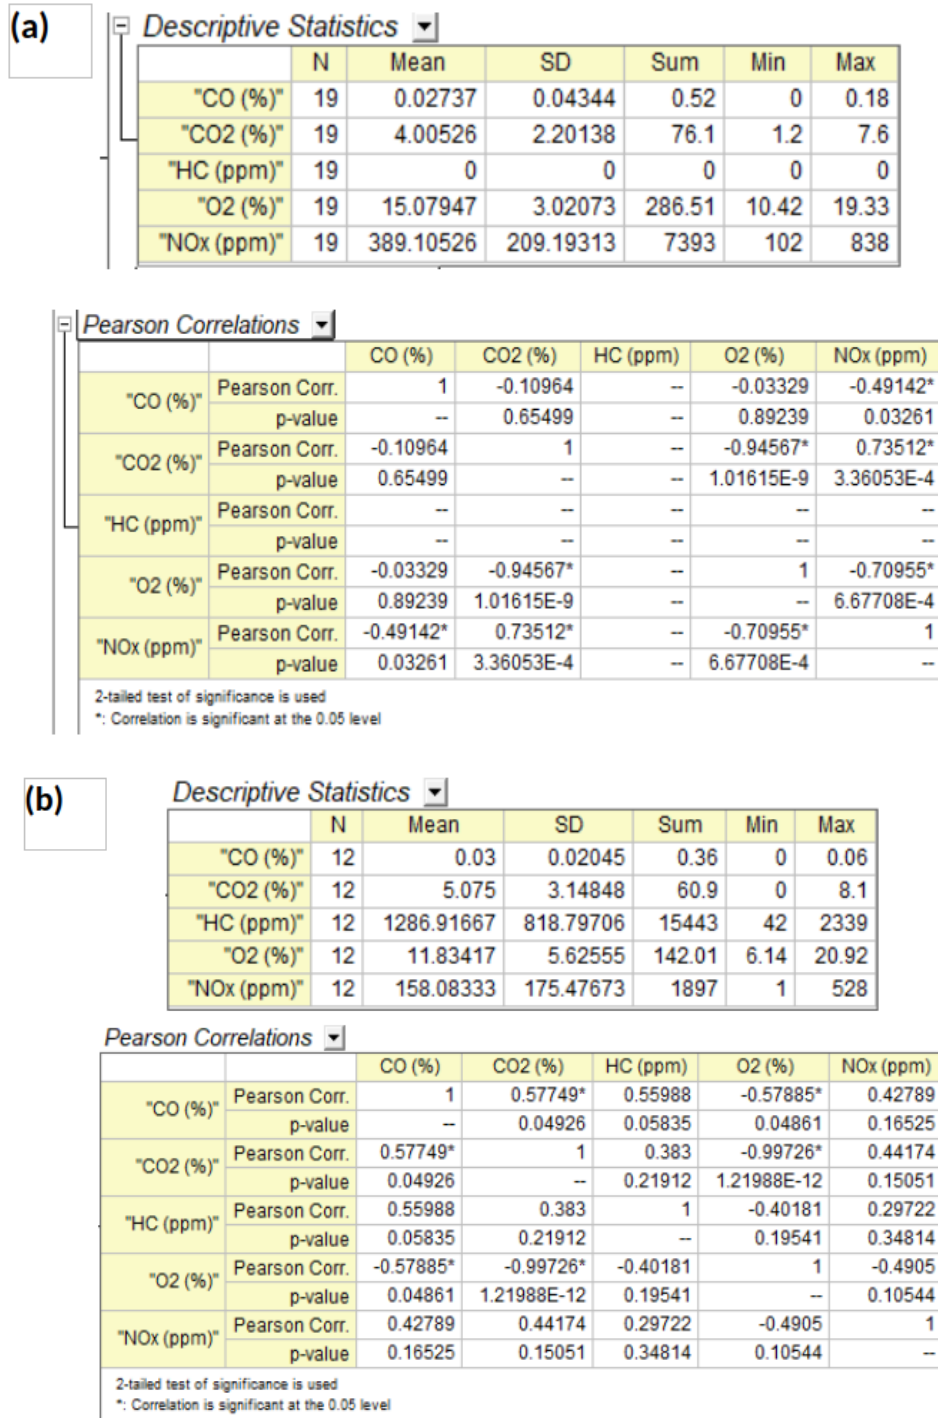 (a)
Descriptive Statistics
N Mean SD Sum Min Max
"CO (%)" 19 0.02737 0.04344 0.52 0 0.18
"CO2 (%)" 19 4.00526 2.20138 76.1 1.2 7.6
"HC (ppm)" 19 0 0 0 0 0
"O2 (%)" 19 15.07947 3.02073 286.51 10.42 19.33
"NOx (ppm)" 19 389.10526 209.19313 7393 102 838
Pearson Correlations
CO (%) CO2 (%) HC (ppm) O2 (%) NOx (ppm)
"CO (%)" Pearson Corr. 1 -0.10964 -- -0.03329 -0.49142*
p-value -- 0.65499 -- 0.89239 0.03261
"CO2 (%)" Pearson Corr. -0.10964 1 -- -0.94567* 0.73512*
p-value 0.65499 -- -- 1.01615E-9 3.36053E-4
"HC (ppm)" Pearson Corr. -- -- -- -- --
p-value -- -- -- -- --
"O2 (%)" Pearson Corr. -0.03329 -0.94567* -- 1 -0.70955*
p-value 0.89239 1.01615E-9 -- -- 6.67708E-4
"NOx (ppm)" Pearson Corr. -0.49142* 0.73512* -- -0.70955* 1
p-value 0.03261 3.36053E-4 -- 6.67708E-4 --
2-tailed test of significance is used
*: Correlation is significant at the 0.05 level
(b)
Descriptive Statistics
N Mean SD Sum Min Max
"CO (%)" 12 0.03 0.02045 0.36 0 0.06
"CO2 (%)" 12 5.075 3.14848 60.9 0 8.1
"HC (ppm)" 12 1286.91667 818.79706 15443 42 2339
"O2 (%)" 12 11.83417 5.62555 142.01 6.14 20.92
"NOx (ppm)" 12 158.08333 175.47673 1897 1 528
Pearson Correlations
CO (%) CO2 (%) HC (ppm) O2 (%) NOx (ppm)
"CO (%)" Pearson Corr. 1 0.57749* 0.55988 -0.57885* 0.42789
p-value -- 0.04926 0.05835 0.04861 0.16525
"CO2 (%)" Pearson Corr. 0.57749* 1 0.383 -0.99726* 0.44174
p-value 0.04926 -- 0.21912 1.21988E-12 0.15051
"HC (ppm)" Pearson Corr. 0.55988 0.383 1 -0.40181 0.29722
p-value 0.05835 0.21912 -- 0.19541 0.34814
"O2 (%)" Pearson Corr. -0.57885* -0.99726* -0.40181 1 -0.4905
p-value 0.04861 1.21988E-12 0.19541 -- 0.10544
"NOx (ppm)" Pearson Corr. 0.42789 0.44174 0.29722 -0.4905 1
p-value 0.16525 0.15051 0.34814 0.10544 --
2-tailed test of significance is used
*: Correlation is significant at the 0.05 level